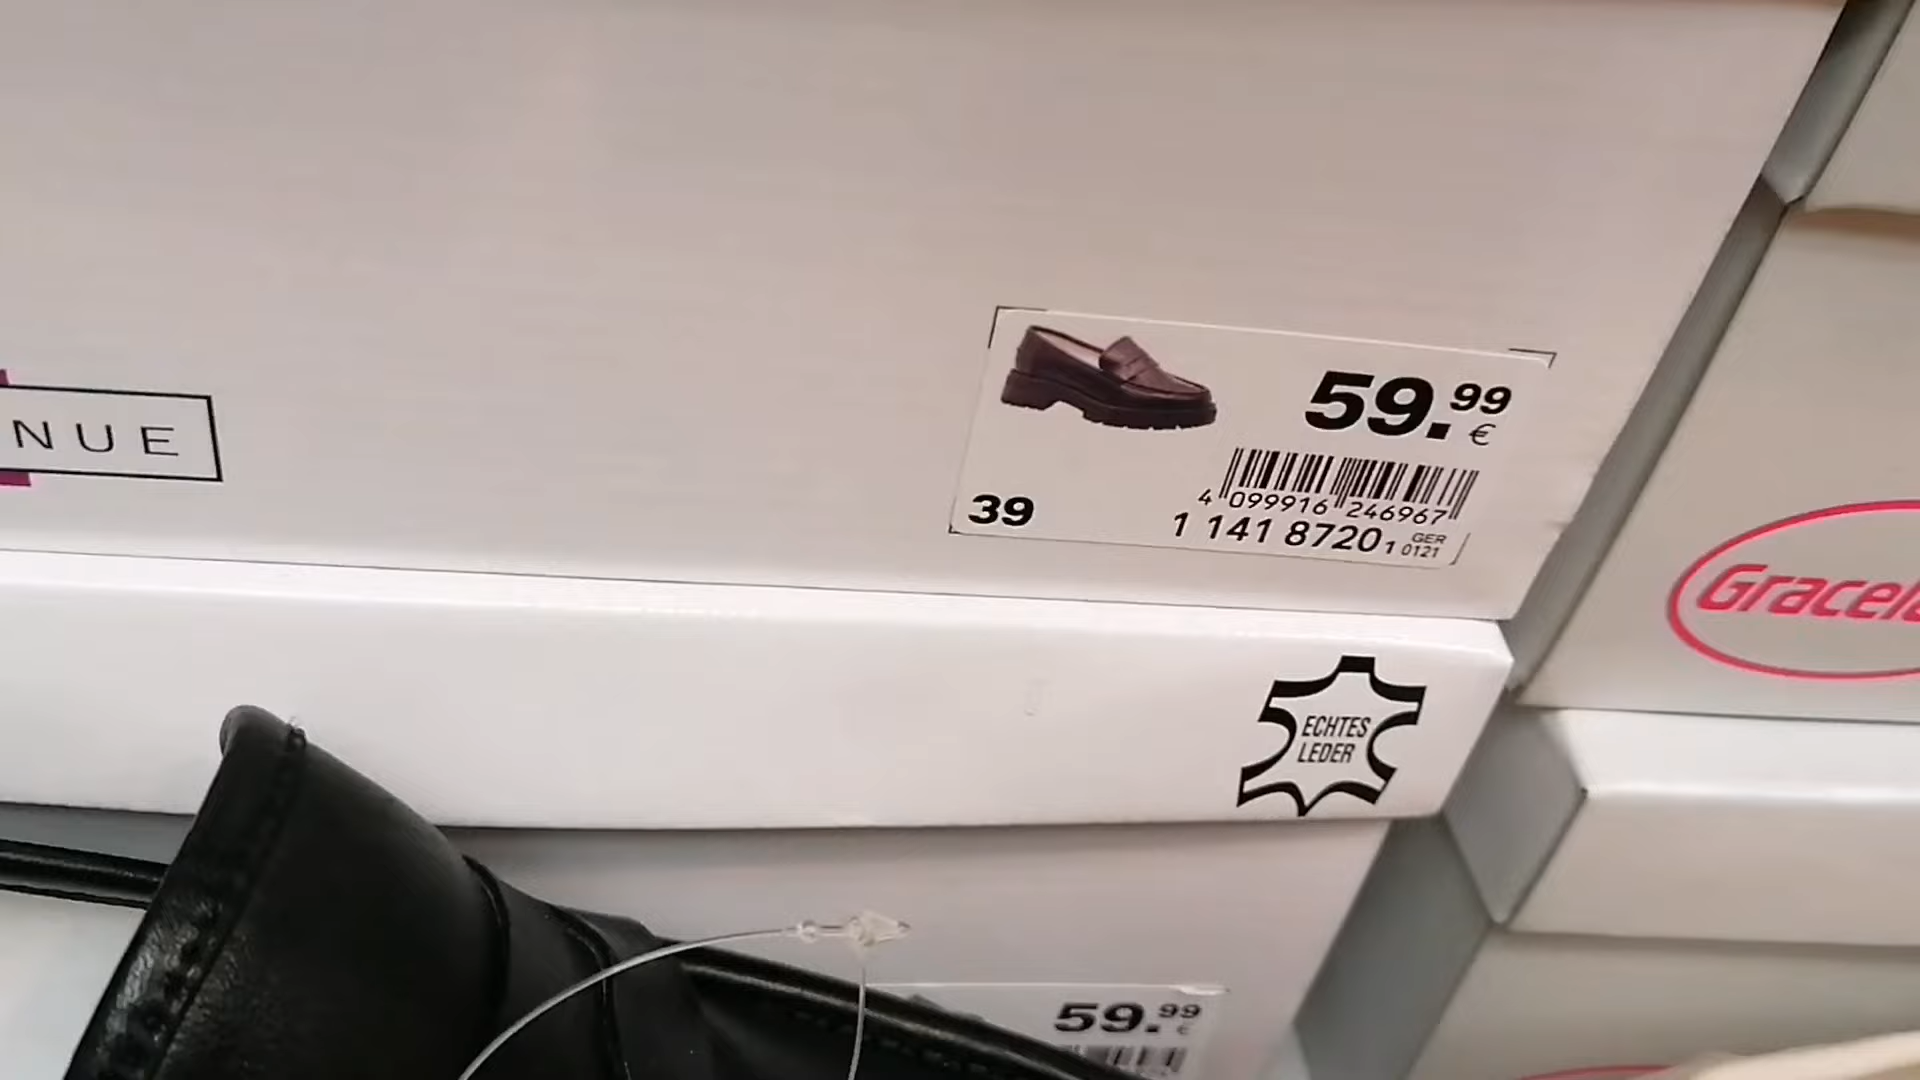 NUE
59.99
€
4 099916 246967
39
1 141 8720 1 GER
0121
Gracel
ECHTES
LEDER
59.99
€